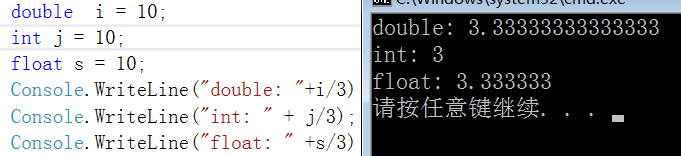 double  i = 10;
int j = 10;
float s = 10;
Console.WriteLine("double: "+i/3)
Console.WriteLine("int: " + j/3);
Console.WriteLine("float: " +s/3)
C:\Windows\system32\cmd.exe
double: 3.33333333333333
int: 3
float: 3.333333
请按任意键继续. . .